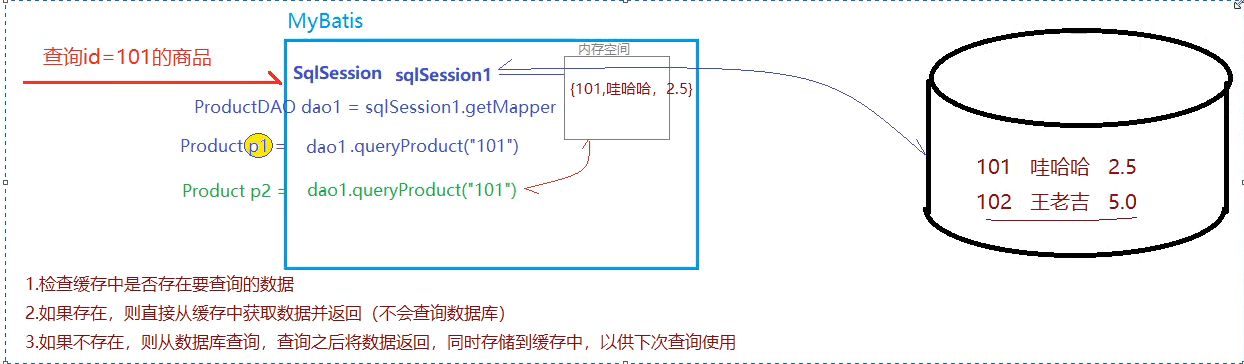 MyBatis
查询id=101的商品
内存空间
SqlSession sqlSession1
{101,哇哈哈，2.5}
ProductDAO dao1 = sqlSession1.getMapper
Product p1 = dao1.queryProduct("101")
Product p2 = dao1.queryProduct("101")
101 哇哈哈 2.5
102 王老吉 5.0
1.检查缓存中是否存在要查询的数据
2.如果存在，则直接从缓存中获取数据并返回（不会查询数据库）
3.如果不存在，则从数据库查询，查询之后将数据返回，同时存储到缓存中，以供下次查询使用